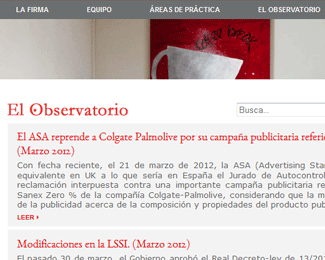 LA FIRMA EQUIPO ÁREAS DE PRÁCTICA EL OBSERVATORIO
El Observatorio
Busca...
El ASA reprende a Colgate Palmolive por su campaña publicitaria referi
(Marzo 2012)
Con fecha reciente, el 21 de marzo de 2012, la ASA (Advertising Sta
equivalente en UK a lo que sería en España el Jurado de Autocontrol
reclamación interpuesta contra una importante campaña publicitaria re
Sanex Zero % de la compañía Colgate-Palmolive, considerando que la m
de la publicidad acerca de la composición y propiedades del producto pub
LEER ›
Modificaciones en la LSSI. (Marzo 2012)
El pasado 30 de marzo, el Gobierno aprobó el Real Decreto-ley de 13/20